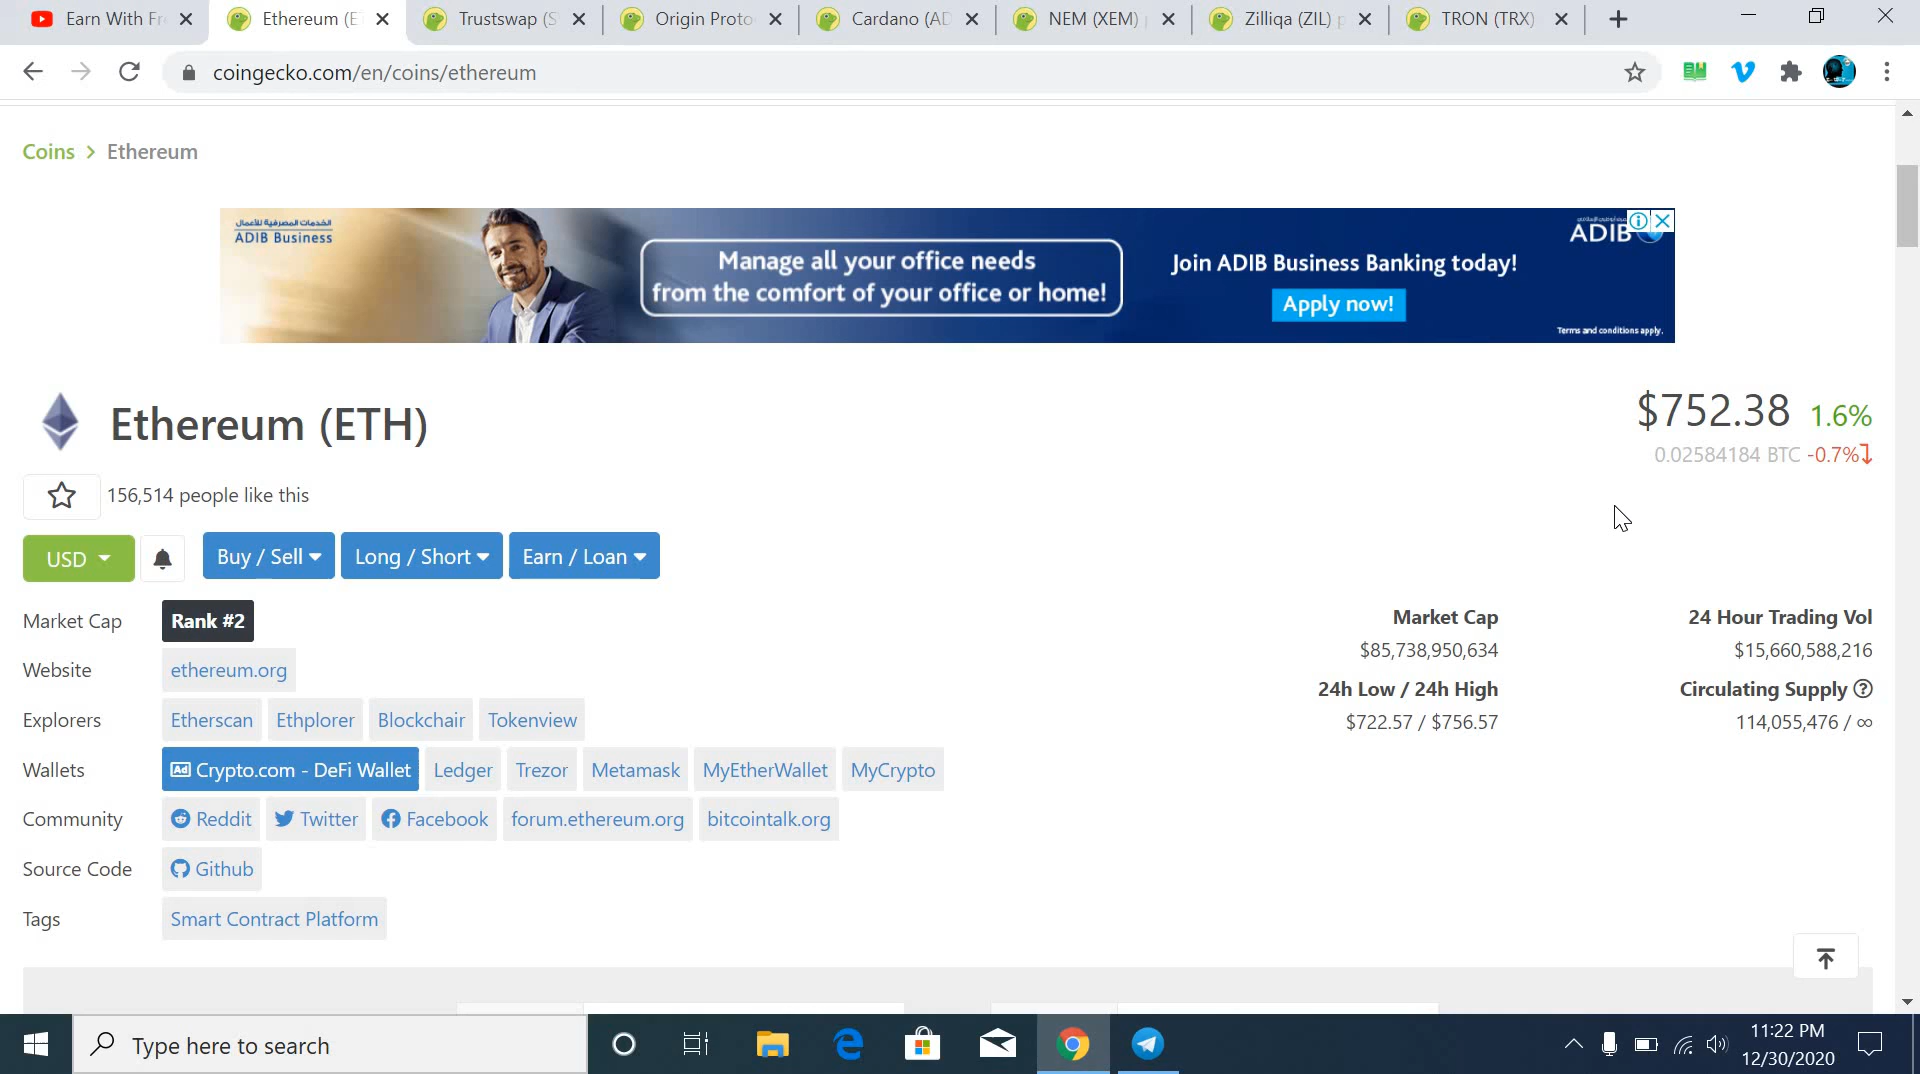 Earn With Fr
Ethereum (E
Trustswap (S
Origin Proto
Cardano (AD
NEM (XEM)
Zilliqa (ZIL) p
TRON (TRX)
coingecko.com/en/coins/ethereum
Coins > Ethereum
الخدمات المصرفية للأعمال
ADIB Business
Manage all your office needs
from the comfort of your office or home!
Join ADIB Business Banking today!
Apply now!
ADIB
Terms and conditions apply.
Ethereum (ETH)
$752.38 1.6%
0.02584184 BTC -0.7%
156,514 people like this
USD
Buy / Sell
Long / Short
Earn / Loan
Market Cap Rank #2
Website ethereum.org
Explorers Etherscan Ethplorer Blockchair Tokenview
Wallets Ad Crypto.com - DeFi Wallet Ledger Trezor Metamask MyEtherWallet MyCrypto
Community Reddit Twitter Facebook forum.ethereum.org bitcointalk.org
Source Code Github
Tags Smart Contract Platform
Market Cap
$85,738,950,634
24h Low / 24h High
$722.57 / $756.57
24 Hour Trading Vol
$15,660,588,216
Circulating Supply
114,055,476 / ∞
Type here to search
11:22 PM
12/30/2020